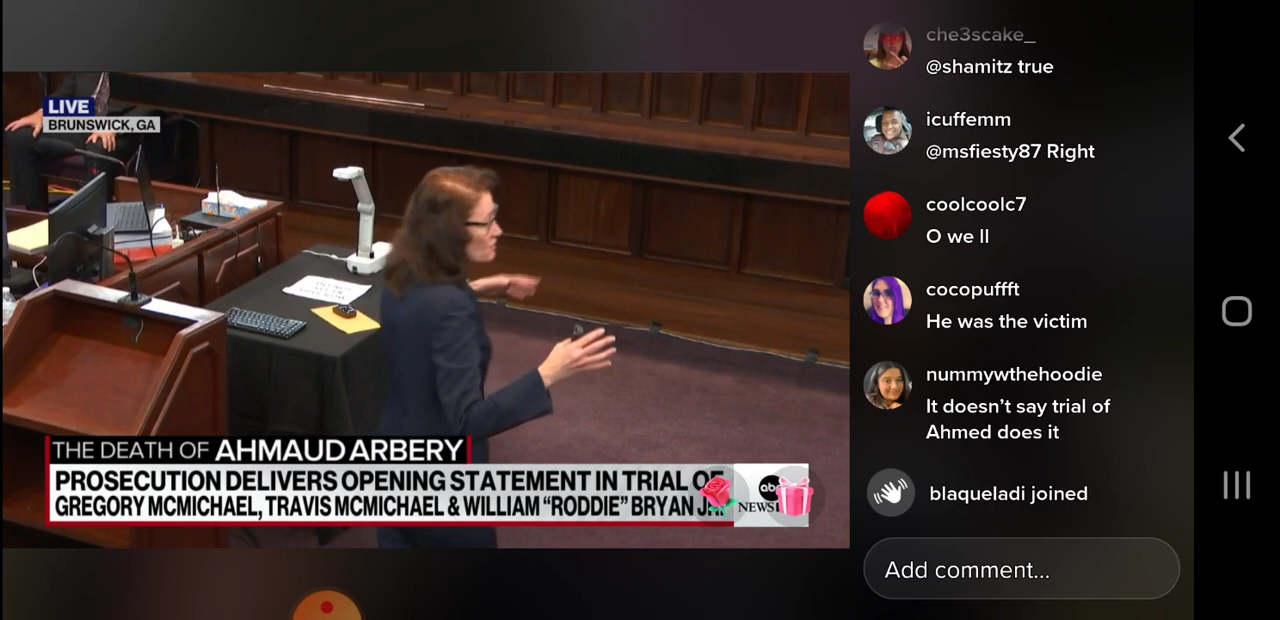 LIVE
BRUNSWICK, GA
THE DEATH OF AHMAUD ARBERY
PROSECUTION DELIVERS OPENING STATEMENT IN TRIAL OF
GREGORY MCMICHAEL, TRAVIS MCMICHAEL & WILLIAM “RODDIE” BRYAN JR.
abc
NEWS
che3scake_
@shamitz true
icuffemm
@msfiesty87 Right
coolcoolc7
O we ll
cocopuffft
He was the victim
nummywthehoodie
It doesn’t say trial of
Ahmed does it
blaqueladi joined
Add comment...